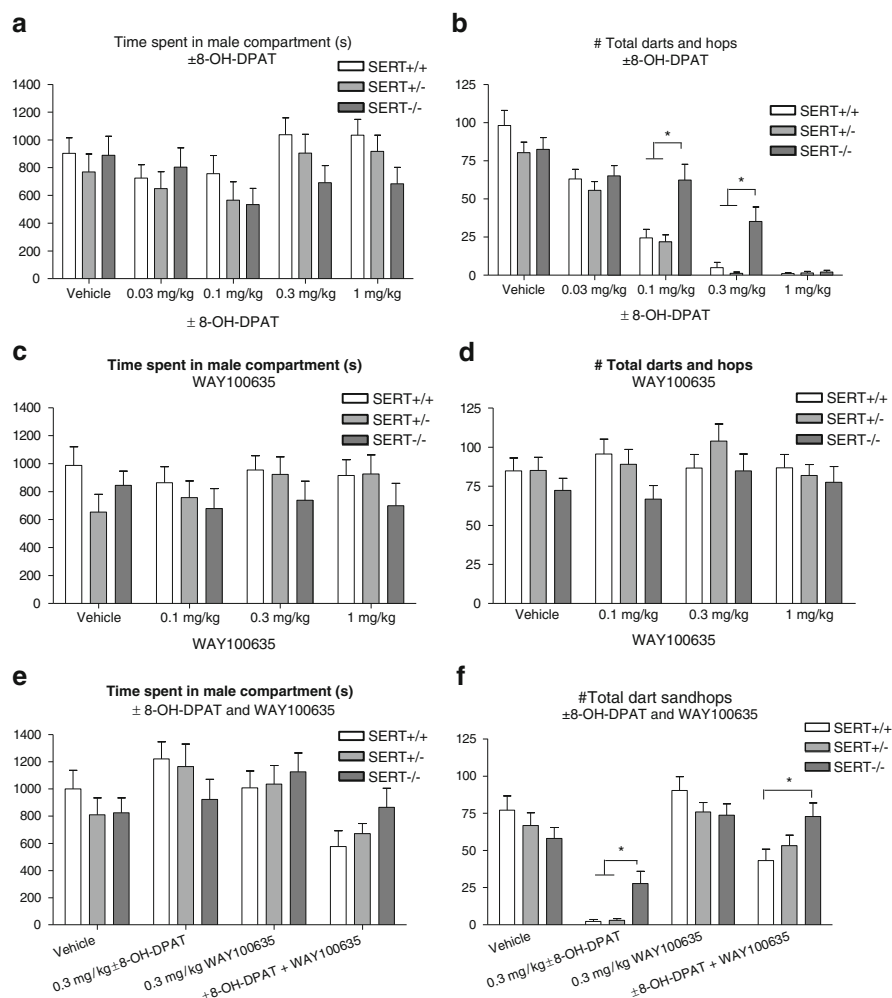 a
Time spent in male compartment (s)
±8-OH-DPAT
SERT+/+
SERT+/-
SERT-/-
1400
1200
1000
800
600
400
200
0
Vehicle 0.03 mg/kg 0.1 mg/kg 0.3 mg/kg 1 mg/kg
± 8-OH-DPAT
b
# Total darts and hops
±8-OH-DPAT
SERT+/+
SERT+/-
SERT-/-
125
100
75
50
25
0
*
*
Vehicle 0.03 mg/kg 0.1 mg/kg 0.3 mg/kg 1 mg/kg
± 8-OH-DPAT
c
Time spent in male compartment (s)
WAY100635
SERT+/+
SERT+/-
SERT-/-
1400
1200
1000
800
600
400
200
0
Vehicle 0.1 mg/kg 0.3 mg/kg 1 mg/kg
WAY100635
d
# Total darts and hops
WAY100635
SERT+/+
SERT+/-
SERT-/-
125
100
75
50
25
0
Vehicle 0.1 mg/kg 0.3 mg/kg 1 mg/kg
WAY100635
e
Time spent in male compartment (s)
± 8-OH-DPAT and WAY100635
SERT+/+
SERT+/-
SERT-/-
1400
1200
1000
800
600
400
200
0
Vehicle
0.3 mg/kg±8-OH-DPAT
0.3 mg/kg WAY100635
±8-OH-DPAT + WAY100635
f
#Total dart sandhops
±8-OH-DPAT and WAY100635
SERT+/+
SERT+/-
SERT-/-
125
100
75
50
25
0
*
*
Vehicle
0.3 mg/kg±8-OH-DPAT
0.3 mg/kg WAY100635
±8-OH-DPAT + WAY100635